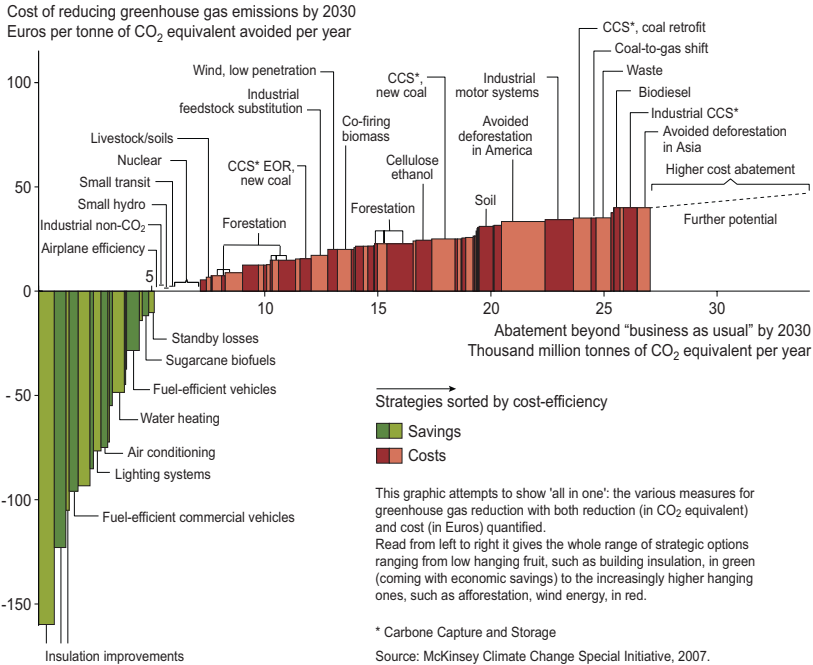 Cost of reducing greenhouse gas emissions by 2030
Euros per tonne of CO2 equivalent avoided per year
100
50
0
- 50
-100
-150
5
10
15
20
25
30
Airplane efficiency
Industrial non-CO2
Small hydro
Small transit
Nuclear
Livestock/soils
Forestation
CCS* EOR,
new coal
Industrial
feedstock substitution
Wind, low penetration
Co-firing
biomass
Forestation
Cellulose
ethanol
CCS*,
new coal
Soil
Avoided
deforestation
in America
Industrial
motor systems
CCS*, coal retrofit
Coal-to-gas shift
Waste
Biodiesel
Industrial CCS*
Avoided deforestation
in Asia
Higher cost abatement
Further potential
Abatement beyond “business as usual” by 2030
Thousand million tonnes of CO2 equivalent per year
Standby losses
Sugarcane biofuels
Fuel-efficient vehicles
Water heating
Air conditioning
Lighting systems
Fuel-efficient commercial vehicles
Insulation improvements
Strategies sorted by cost-efficiency
Savings
Costs
This graphic attempts to show 'all in one': the various measures for
greenhouse gas reduction with both reduction (in CO2 equivalent)
and cost (in Euros) quantified.
Read from left to right it gives the whole range of strategic options
ranging from low hanging fruit, such as building insulation, in green
(coming with economic savings) to the increasingly higher hanging
ones, such as afforestation, wind energy, in red.
* Carbone Capture and Storage
Source: McKinsey Climate Change Special Initiative, 2007.